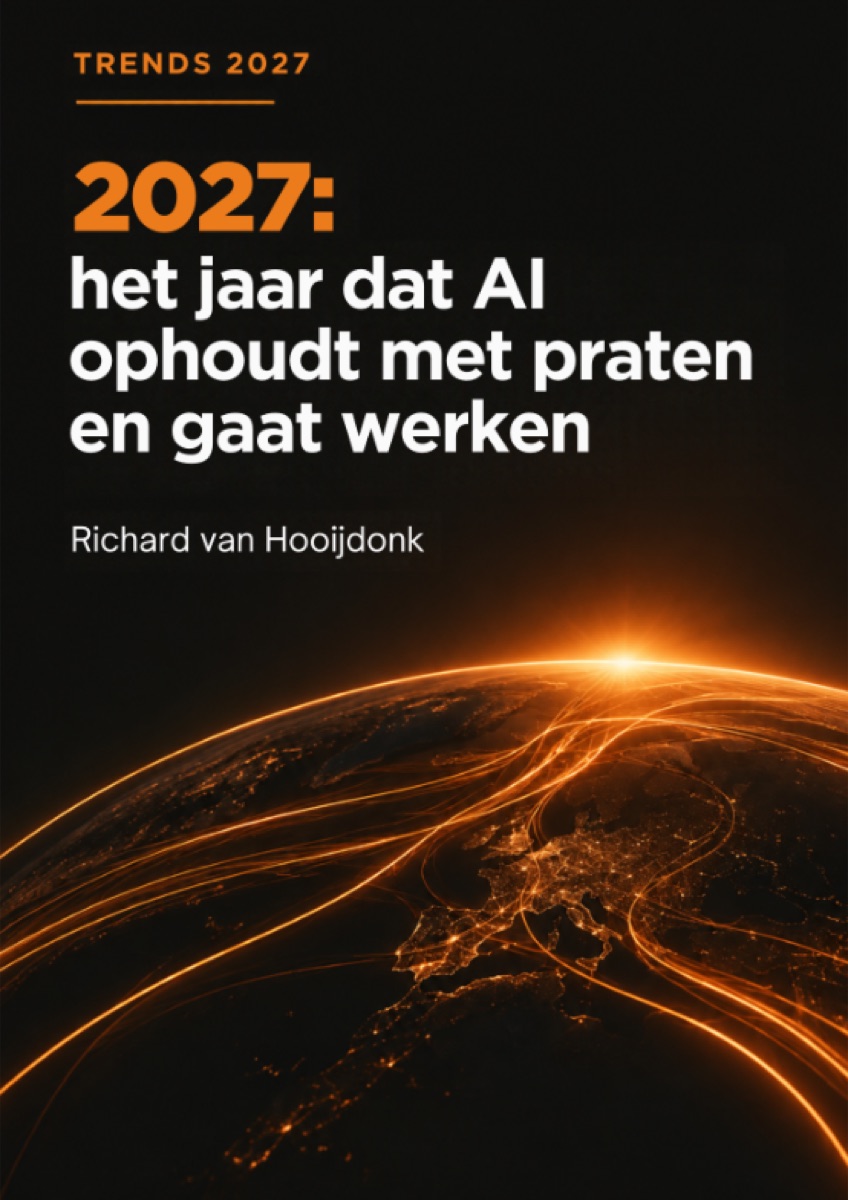 TRENDS 2027
2027:
het jaar dat AI
ophoudt met praten
en gaat werken
Richard van Hooijdonk